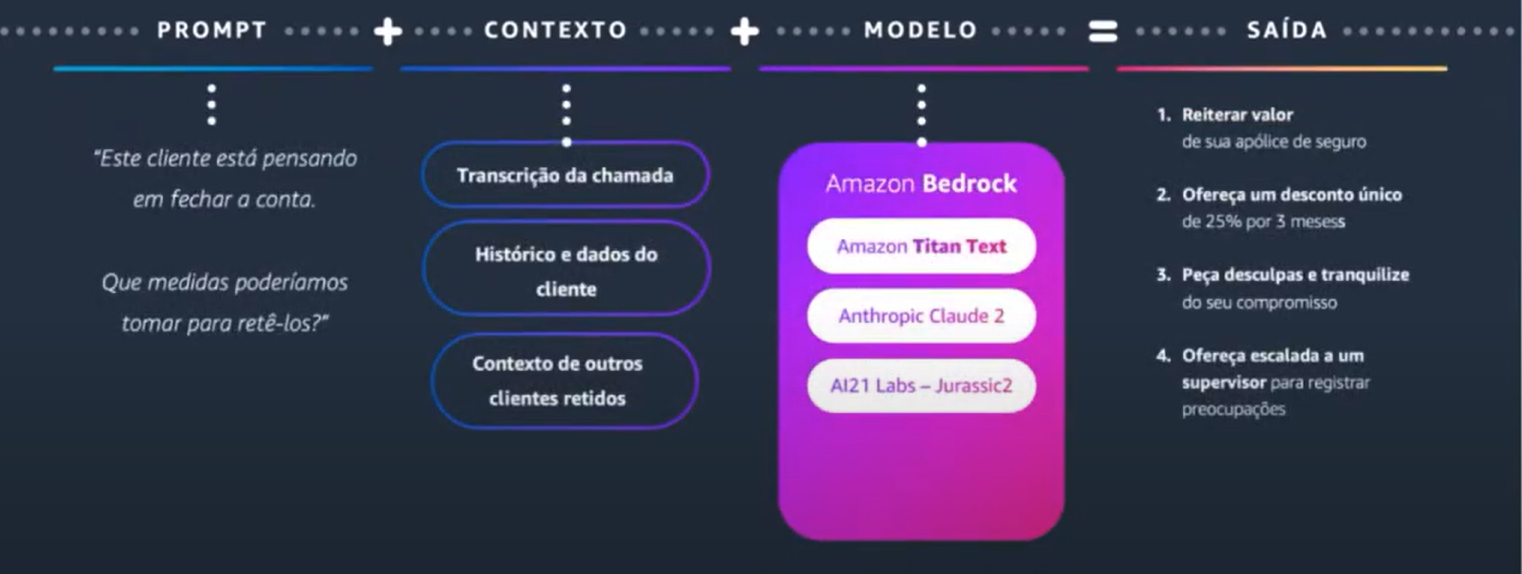 PROMPT + CONTEXTO + MODELO = SAÍDA
“Este cliente está pensando
em fechar a conta.
Que medidas poderíamos
tomar para retê-los?”
Transcrição da chamada
Histórico e dados do
cliente
Contexto de outros
clientes retidos
Amazon Bedrock
Amazon Titan Text
Anthropic Claude 2
AI21 Labs – Jurassic2
1. Reiterar valor
de sua apólice de seguro
2. Ofereça um desconto único
de 25% por 3 mesess
3. Peça desculpas e tranquilize
do seu compromisso
4. Ofereça escalada a um
supervisor para registrar
preocupações